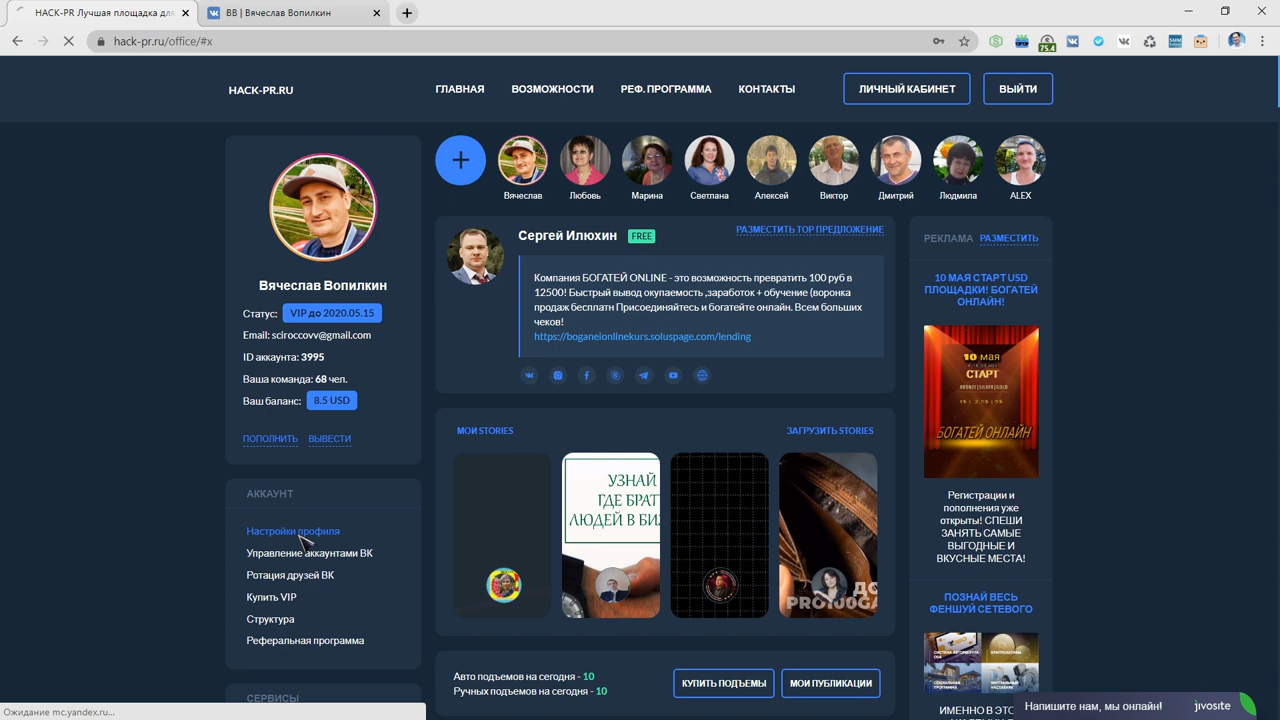 HACK-PR Лучшая площадка для
ВВ | Вячеслав Вопилкин
hack-pr.ru/office/#x
75.4
HACK-PR.RU
ГЛАВНАЯ
ВОЗМОЖНОСТИ
РЕФ. ПРОГРАММА
КОНТАКТЫ
ЛИЧНЫЙ КАБИНЕТ
ВЫЙТИ
Вячеслав
Любовь
Марина
Светлана
Алексей
Виктор
Дмитрий
Людмила
ALEX
Вячеслав Вопилкин
Статус: VIP до 2020.05.15
Email: sciroccovv@gmail.com
ID аккаунта: 3995
Ваша команда: 68 чел.
Ваш баланс: 8.5 USD
ПОПОЛНИТЬ ВЫВЕСТИ
АККАУНТ
Настройки профиля
Управление аккаунтами ВК
Ротация друзей ВК
Купить VIP
Структура
Реферальная программа
СЕРВИСЫ
Сергей Илюхин FREE
РАЗМЕСТИТЬ TOP ПРЕДЛОЖЕНИЕ
Компания БОГАТЕЙ ONLINE - это возможность превратить 100 руб в
12500! Быстрый вывод окупаемость ,заработок + обучение (воронка
продаж бесплатн Присоединяйтесь и богатейте онлайн. Всем больших
чеков!
https://boganeionlinekurs.soluspage.com/lending
МОИ STORIES
ЗАГРУЗИТЬ STORIES
УЗНАЙ
ГДЕ БРАТ
ЛЮДЕЙ В БИЗ
ДО
PRO100GA
Авто подъемов на сегодня - 10
Ручных подъемов на сегодня - 10
КУПИТЬ ПОДЪЕМЫ
МОИ ПУБЛИКАЦИИ
РЕКЛАМА РАЗМЕСТИТЬ
10 МАЯ СТАРТ USD
ПЛОЩАДКИ! БОГАТЕЙ
ОНЛАЙН!
10 мая
СТАРТ
БОГАТЕЙ ОНЛАЙН
Регистрации и
пополнения уже
открыты! СПЕШИ
ЗАНЯТЬ САМЫЕ
ВЫГОДНЫЕ И
ВКУСНЫЕ МЕСТА!
ПОЗНАЙ ВЕСЬ
ФЕНШУЙ СЕТЕВОГО
ИМЕННО В ЭТО
Напишите нам, мы онлайн!
jivosite
Ожидание mc.yandex.ru...